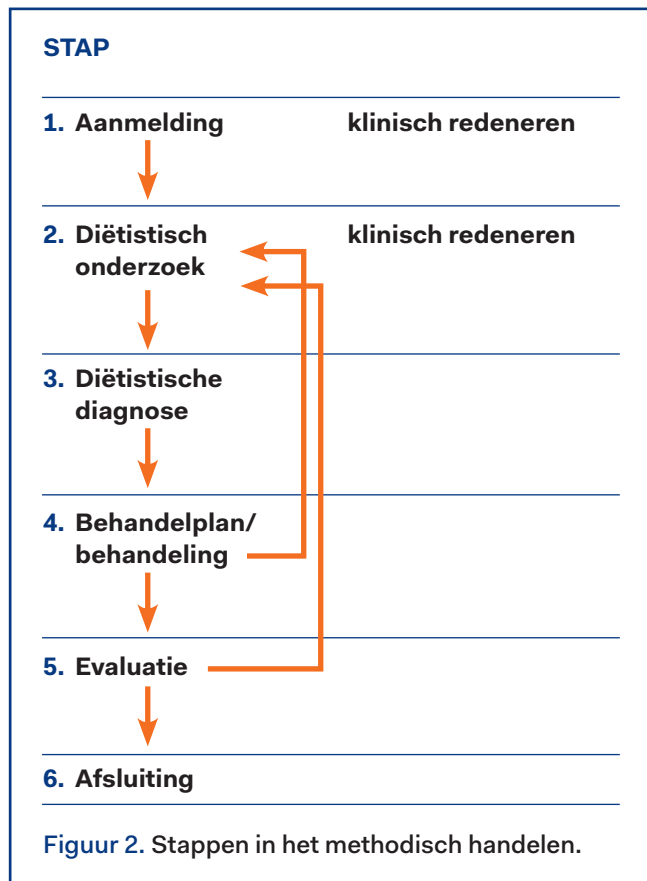 STAP
1. Aanmelding klinisch redeneren
2. Diëtistisch klinisch redeneren
onderzoek
3. Diëtistische
diagnose
4. Behandelplan/
behandeling
5. Evaluatie
6. Afsluiting
Figuur 2. Stappen in het methodisch handelen.